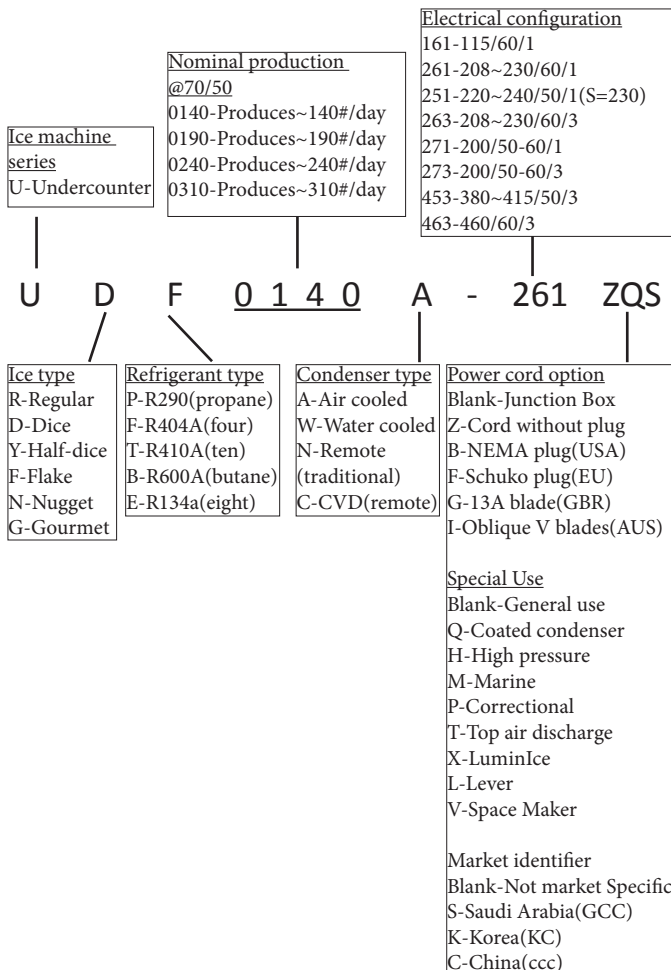 Electrical configuration
161-115/60/1
261-208~230/60/1
251-220~240/50/1(S=230)
263-208~230/60/3
271-200/50-60/1
273-200/50-60/3
453-380~415/50/3
463-460/60/3
Nominal production
@70/50
0140-Produces~140#/day
0190-Produces~190#/day
0240-Produces~240#/day
0310-Produces~310#/day
Ice machine
series
U-Undercounter
U D F 0 1 4 0 A - 261 ZQS
Ice type
R-Regular
D-Dice
Y-Half-dice
F-Flake
N-Nugget
G-Gourmet
Refrigerant type
P-R290(propane)
F-R404A(four)
T-R410A(ten)
B-R600A(butane)
E-R134a(eight)
Condenser type
A-Air cooled
W-Water cooled
N-Remote
(traditional)
C-CVD(remote)
Power cord option
Blank-Junction Box
Z-Cord without plug
B-NEMA plug(USA)
F-Schuko plug(EU)
G-13A blade(GBR)
I-Oblique V blades(AUS)
Special Use
Blank-General use
Q-Coated condenser
H-High pressure
M-Marine
P-Correctional
T-Top air discharge
X-LuminIce
L-Lever
V-Space Maker
Market identifier
Blank-Not market Specific
S-Saudi Arabia(GCC)
K-Korea(KC)
C-China(ccc)